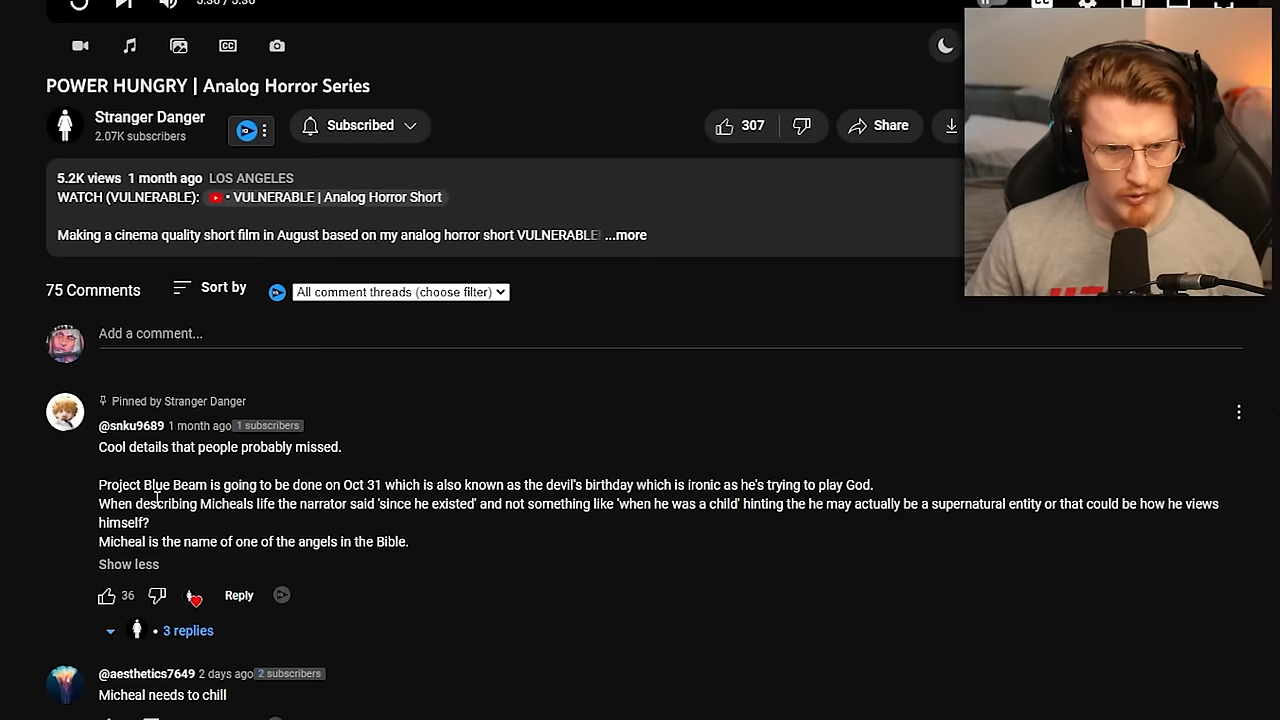 5:36 / 5:36
POWER HUNGRY | Analog Horror Series
Stranger Danger
2.07K subscribers
Subscribed
307
Share
5.2K views 1 month ago LOS ANGELES
WATCH (VULNERABLE): • VULNERABLE | Analog Horror Short
Making a cinema quality short film in August based on my analog horror short VULNERABLE ...more
75 Comments
Sort by
All comment threads (choose filter)
Add a comment...
Pinned by Stranger Danger
@snku9689 1 month ago 1 subscribers
Cool details that people probably missed.
Project Blue Beam is going to be done on Oct 31 which is also known as the devil's birthday which is ironic as he's trying to play God.
When describing Micheals life the narrator said 'since he existed' and not something like 'when he was a child' hinting the he may actually be a supernatural entity or that could be how he views
himself?
Micheal is the name of one of the angels in the Bible.
Show less
36
Reply
• 3 replies
@aesthetics7649 2 days ago 2 subscribers
Micheal needs to chill